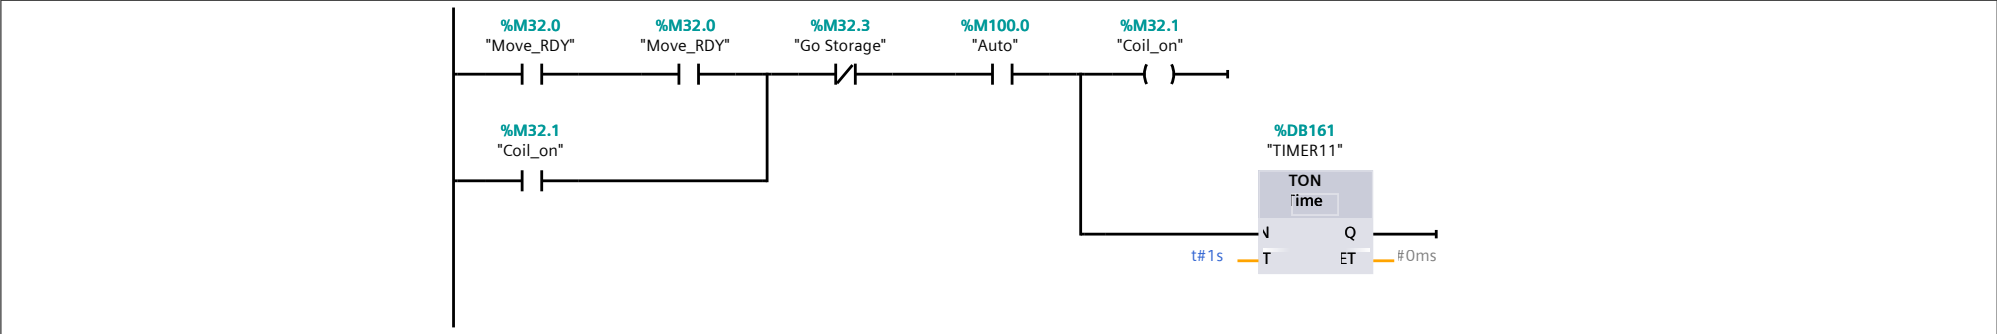 %M32.0 %M32.0 %M32.3 %M100.0 %M32.1
"Move_RDY" "Move_RDY" "Go Storage" "Auto" "Coil_on"
%M32.1
"Coil_on"
%DB161
"TIMER11"
TON
Time
N Q
t#1s T ET #0ms